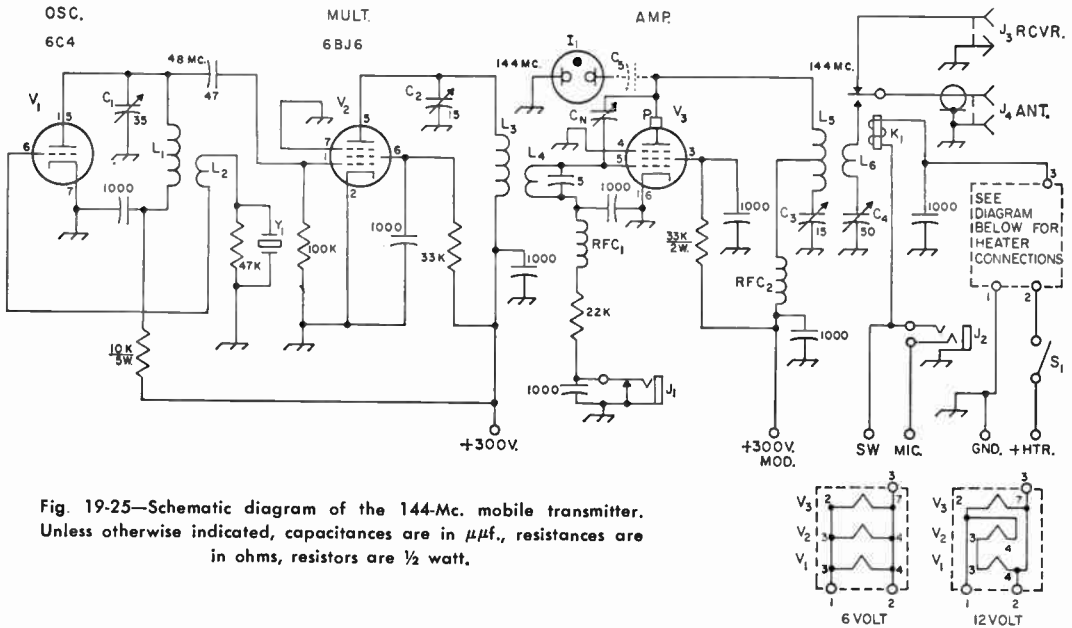 OSC.
6C4
MULT.
6BJ6
AMP.
48 MC.
47
144 MC.
I1
C5
144 MC.
J3 RCVR.
J4 ANT.
V1
1 5
6
7
C1
35
L1
L2
1000
47K
Y1
10K
5W.
V2
5
7
1
6
2
100K
1000
33K
C2
15
L3
1000
+300V.
CN
P
V3
4
5
3
1 6
L4
5
1000
RFC1
22K
1000
J1
33K
2W.
1000
L5
C3
15
RFC2
1000
+300V.
MOD.
L6
C4
50
K1
1000
3
SEE
DIAGRAM
BELOW FOR
HEATER
CONNECTIONS
1
2
J2
S1
SW
MIC.
GND.
+HTR.
3
V3
2
7
V2
3
4
V1
3
4
1
2
6 VOLT
3
V3
2
7
V2
3
4
V1
3
4
1
2
12 VOLT
Fig. 19-25—Schematic diagram of the 144-Mc. mobile transmitter.
Unless otherwise indicated, capacitances are in μμf., resistances are
in ohms, resistors are ½ watt.